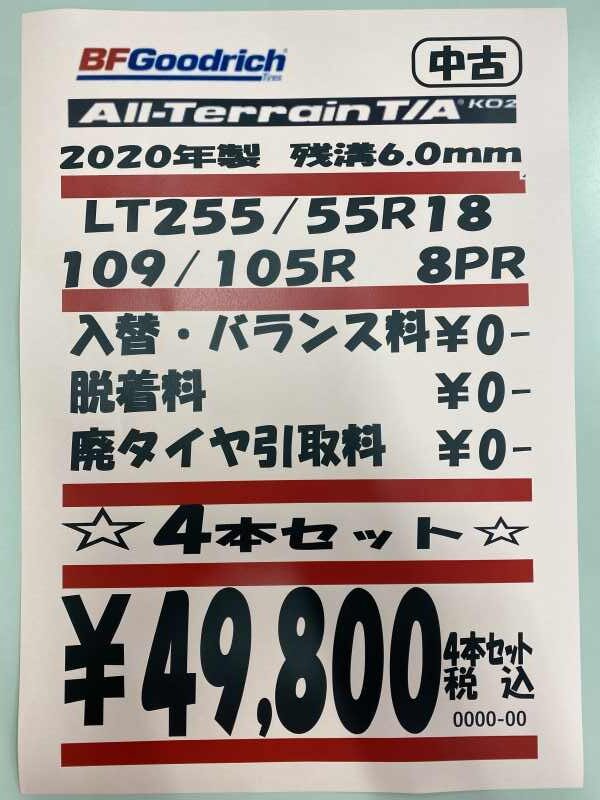 BFGoodrich
Tires
中古
All-Terrain T/A® KO2
2020年製 残溝6.0mm
LT255/55R18
109/105R 8PR
入替・バランス料¥0-
脱着料 ¥0-
廃タイヤ引取料 ¥0-
☆4本セット☆
¥49,800
4本セット
税込
0000-00